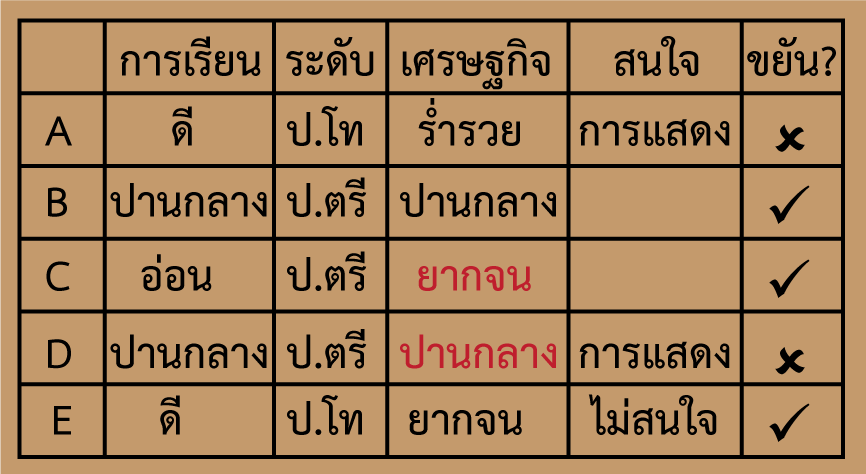 การเรียน ระดับ เศรษฐกิจ สนใจ ขยัน?
A ดี ป.โท ร่ำรวย การแสดง ✘
B ปานกลาง ป.ตรี ปานกลาง ✓
C อ่อน ป.ตรี ยากจน ✓
D ปานกลาง ป.ตรี ปานกลาง การแสดง ✘
E ดี ป.โท ยากจน ไม่สนใจ ✓